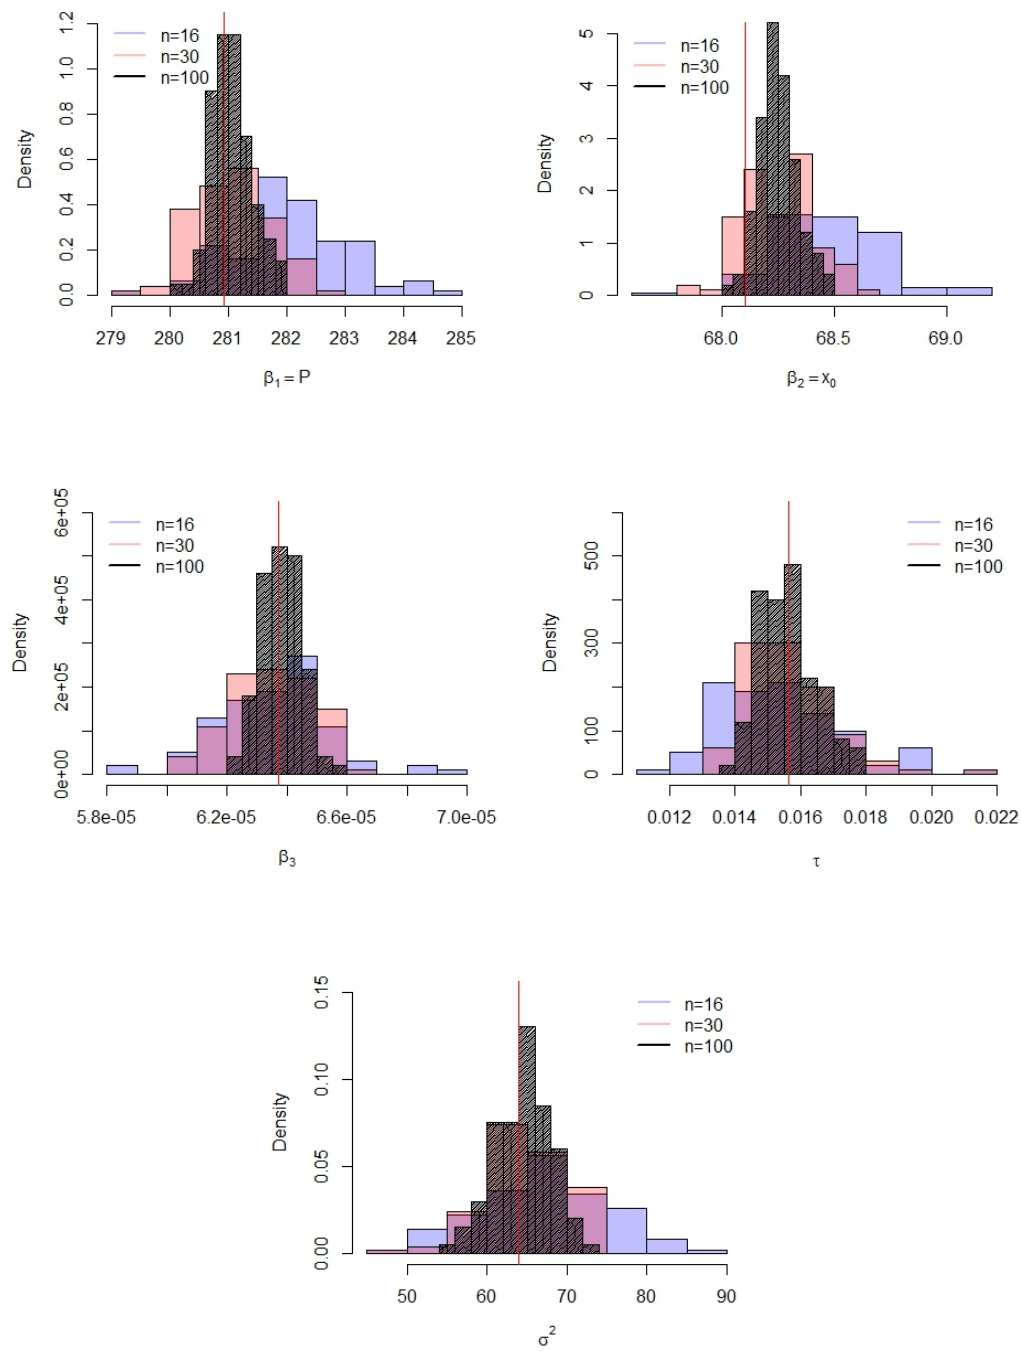 1.2
1.0
0.8
0.6
0.4
0.2
0.0
Density
n=16
n=30
n=100
279 280 281 282 283 284 285
β1 = P
5
4
3
2
1
0
Density
n=16
n=30
n=100
68.0 68.5 69.0
β2 = x0
6e+05
4e+05
2e+05
0e+00
Density
n=16
n=30
n=100
5.8e-05 6.2e-05 6.6e-05 7.0e-05
β3
500
300
100
0
Density
n=16
n=30
n=100
0.012 0.014 0.016 0.018 0.020 0.022
τ
0.15
0.10
0.05
0.00
Density
n=16
n=30
n=100
50 60 70 80 90
σ2